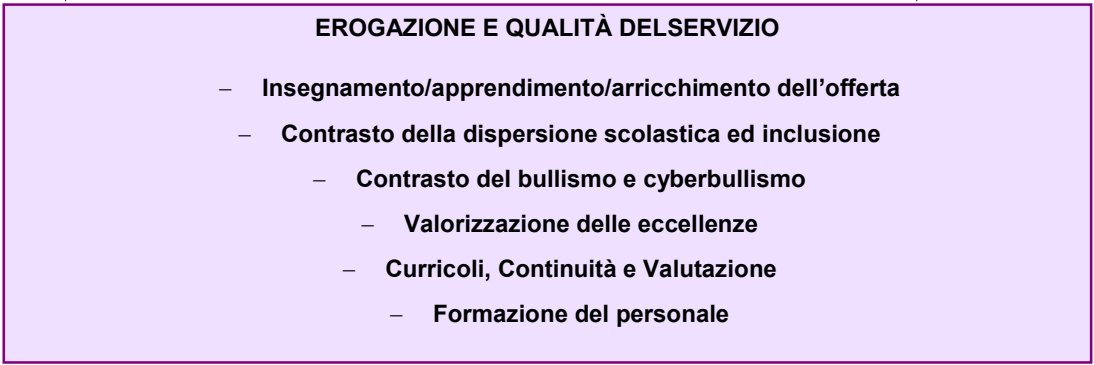 EROGAZIONE E QUALITÀ DELSERVIZIO
– Insegnamento/apprendimento/arricchimento dell’offerta
– Contrasto della dispersione scolastica ed inclusione
– Contrasto del bullismo e cyberbullismo
– Valorizzazione delle eccellenze
– Curricoli, Continuità e Valutazione
– Formazione del personale